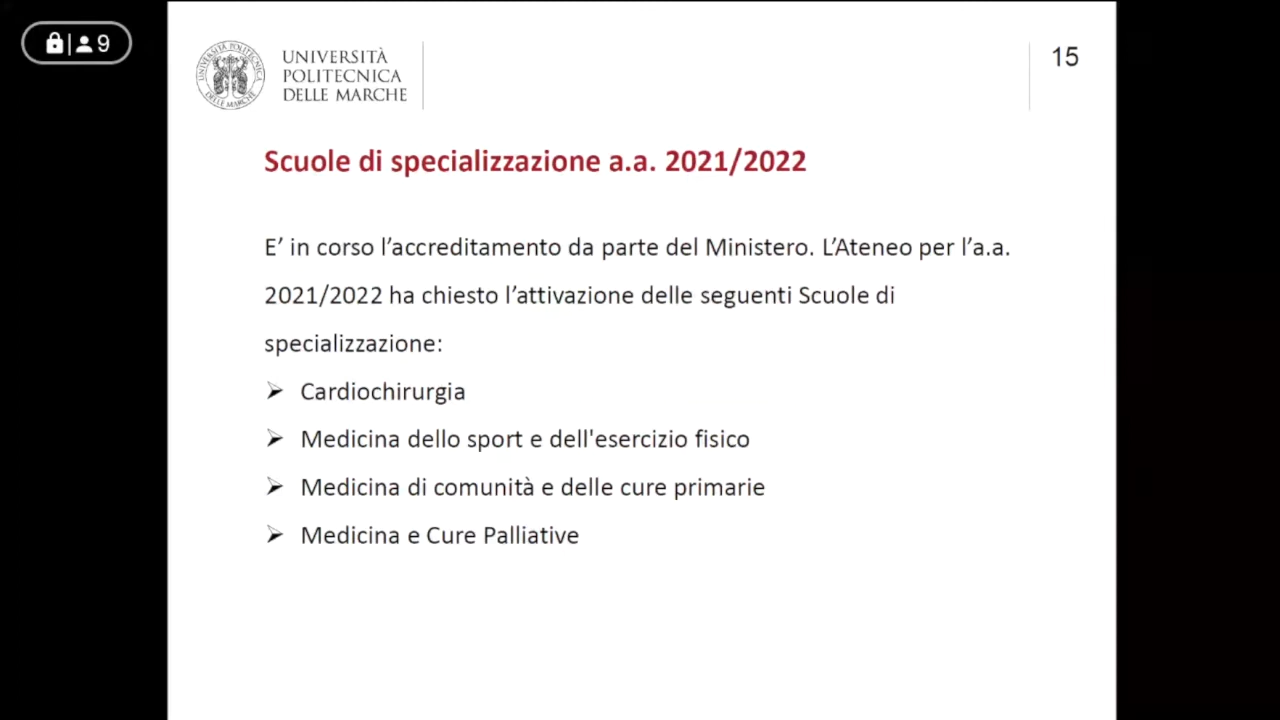 9
UNIVERSITÀ
POLITECNICA
DELLE MARCHE
15
Scuole di specializzazione a.a. 2021/2022
E’ in corso l’accreditamento da parte del Ministero. L’Ateneo per l’a.a.
2021/2022 ha chiesto l’attivazione delle seguenti Scuole di
specializzazione:
➢ Cardiochirurgia
➢ Medicina dello sport e dell'esercizio fisico
➢ Medicina di comunità e delle cure primarie
➢ Medicina e Cure Palliative